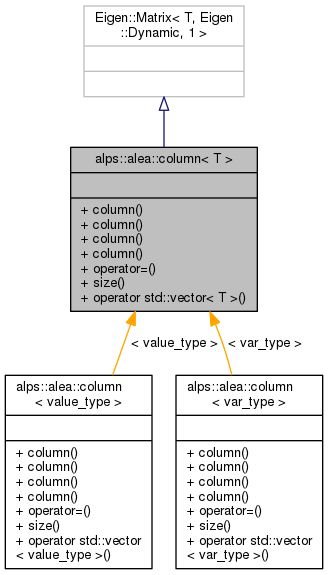 Eigen::Matrix< T, Eigen
::Dynamic, 1 >
alps::alea::column< T >
+ column()
+ column()
+ column()
+ column()
+ operator=()
+ size()
+ operator std::vector< T >()
< value_type >
< var_type >
alps::alea::column
< value_type >
+ column()
+ column()
+ column()
+ column()
+ operator=()
+ size()
+ operator std::vector
< value_type >()
alps::alea::column
< var_type >
+ column()
+ column()
+ column()
+ column()
+ operator=()
+ size()
+ operator std::vector
< var_type >()